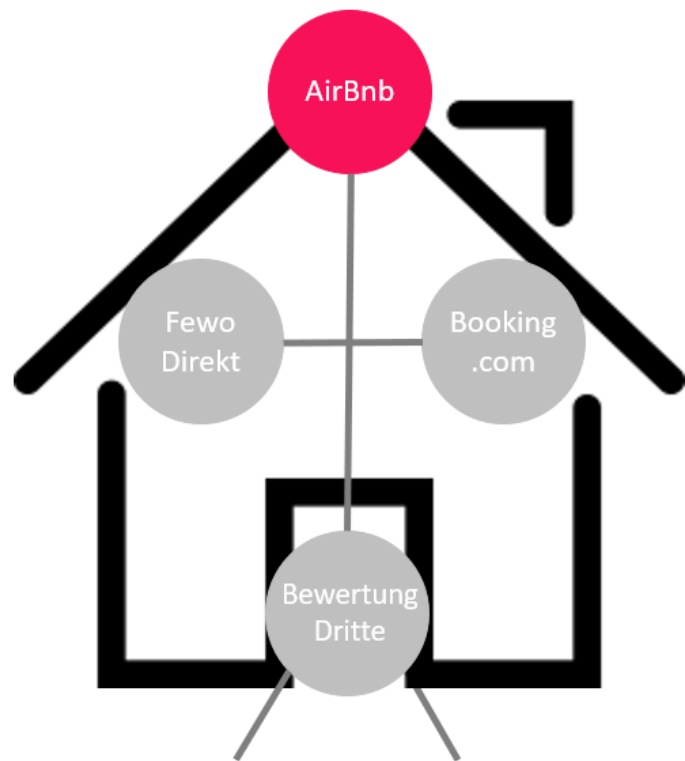 AirBnb
Fewo
Direkt
Booking
.com
Bewertung
Dritte